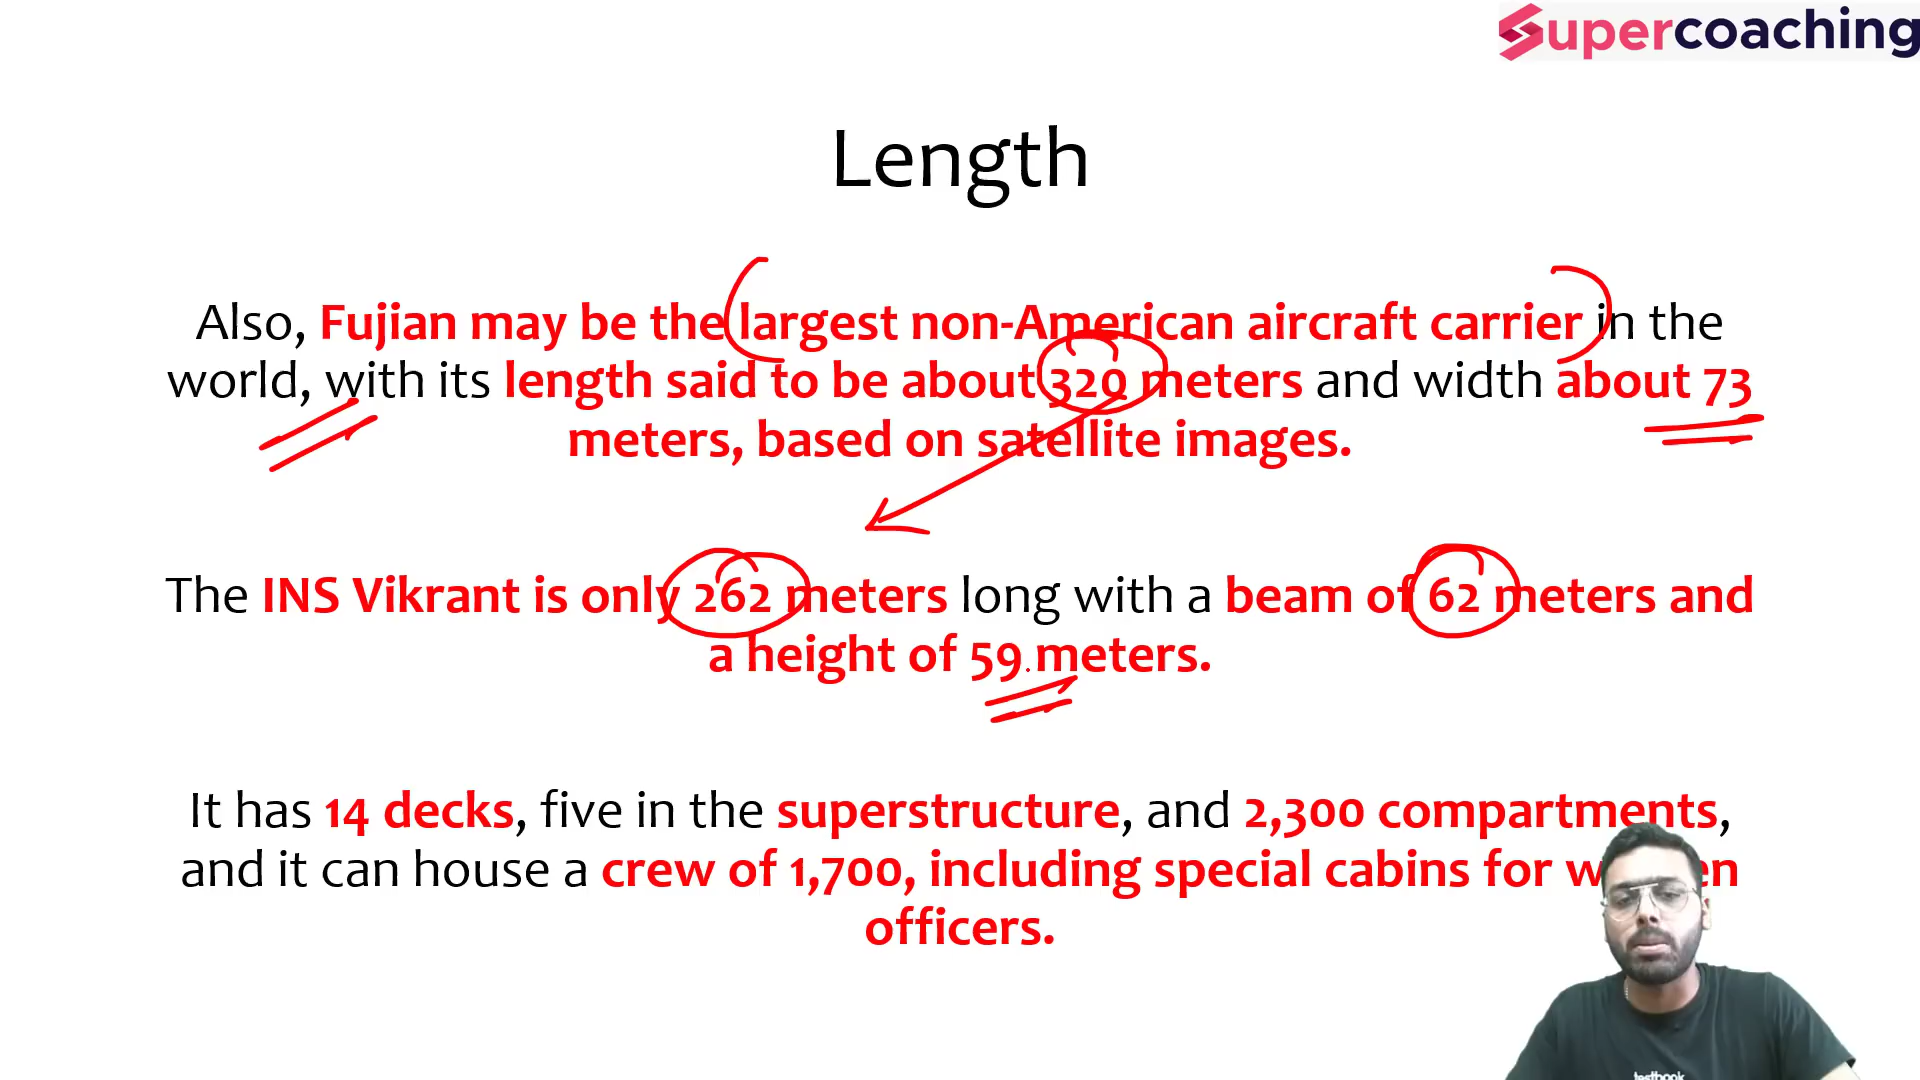 Supercoaching
Length
Also, Fujian may be the largest non-American aircraft carrier in the
world, with its length said to be about 320 meters and width about 73
meters, based on satellite images.
The INS Vikrant is only 262 meters long with a beam of 62 meters and
a height of 59 meters.
It has 14 decks, five in the superstructure, and 2,300 compartments,
and it can house a crew of 1,700, including special cabins for
officers.
testbook